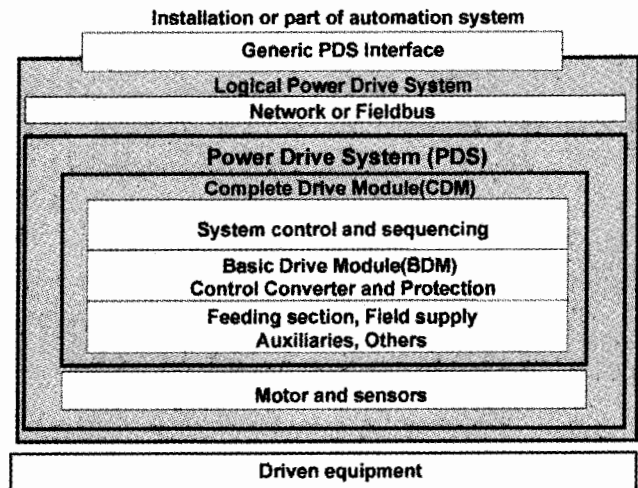 Installation or part of automation system
Generic PDS Interface
Logical Power Drive System
Network or Fieldbus
Power Drive System (PDS)
Complete Drive Module(CDM)
System control and sequencing
Basic Drive Module(BDM)
Control Converter and Protection
Feeding section, Field supply
Auxiliaries, Others
Motor and sensors
Driven equipment